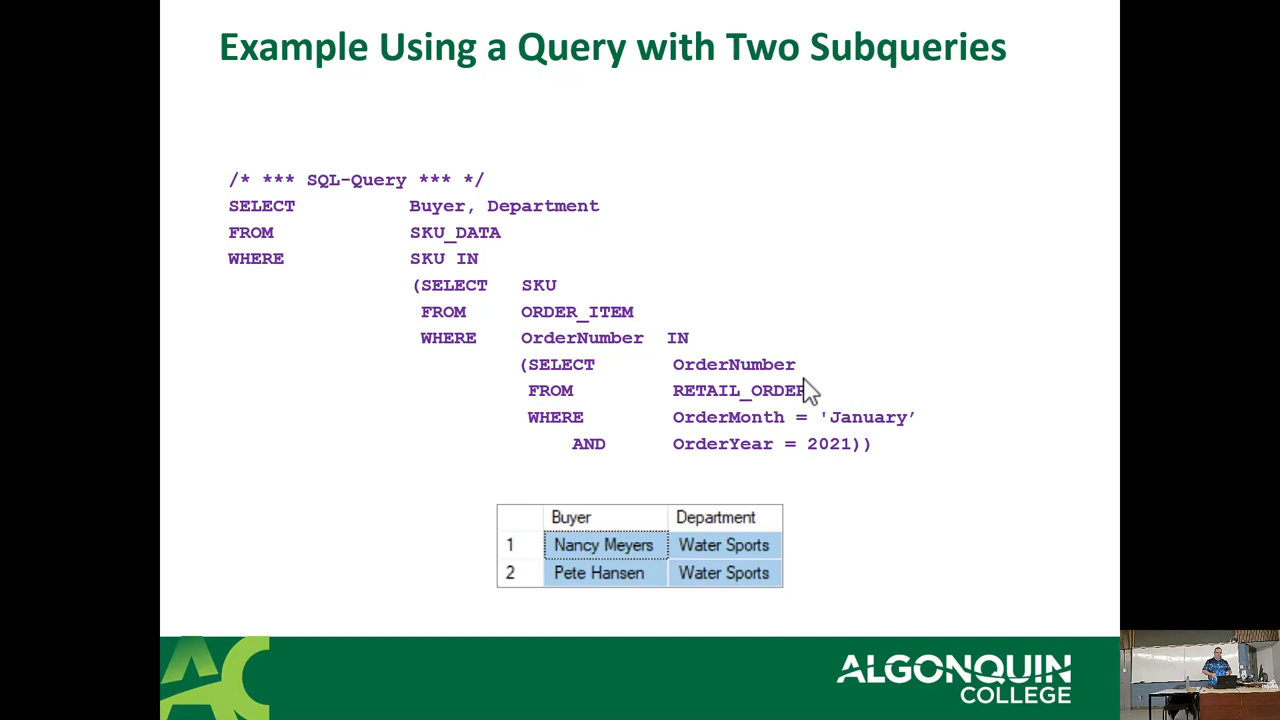 Example Using a Query with Two Subqueries
/* *** SQL-Query *** */
SELECT Buyer, Department
FROM SKU_DATA
WHERE SKU IN
(SELECT SKU
FROM ORDER_ITEM
WHERE OrderNumber IN
(SELECT OrderNumber
FROM RETAIL_ORDER
WHERE OrderMonth = 'January’
AND OrderYear = 2021))
Buyer Department
1 Nancy Meyers Water Sports
2 Pete Hansen Water Sports
AC
ALGONQUIN
COLLEGE